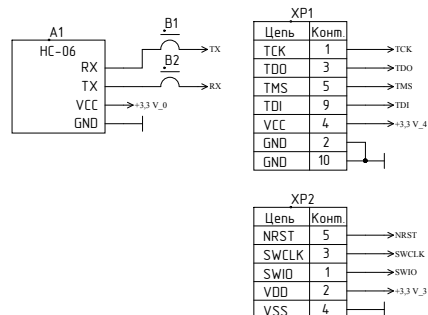 A1
HC-06
RX
TX
VCC
GND
B1
TX
B2
RX
+3,3 V_0
XP1
Цепь Конт.
TCK 1 TCK
TDO 3 TDO
TMS 5 TMS
TDI 9 TDI
VCC 4 +3,3 V_4
GND 2
GND 10
XP2
Цепь Конт.
NRST 5 NRST
SWCLK 3 SWCLK
SWIO 1 SWIO
VDD 2 +3,3 V_3
VSS 4